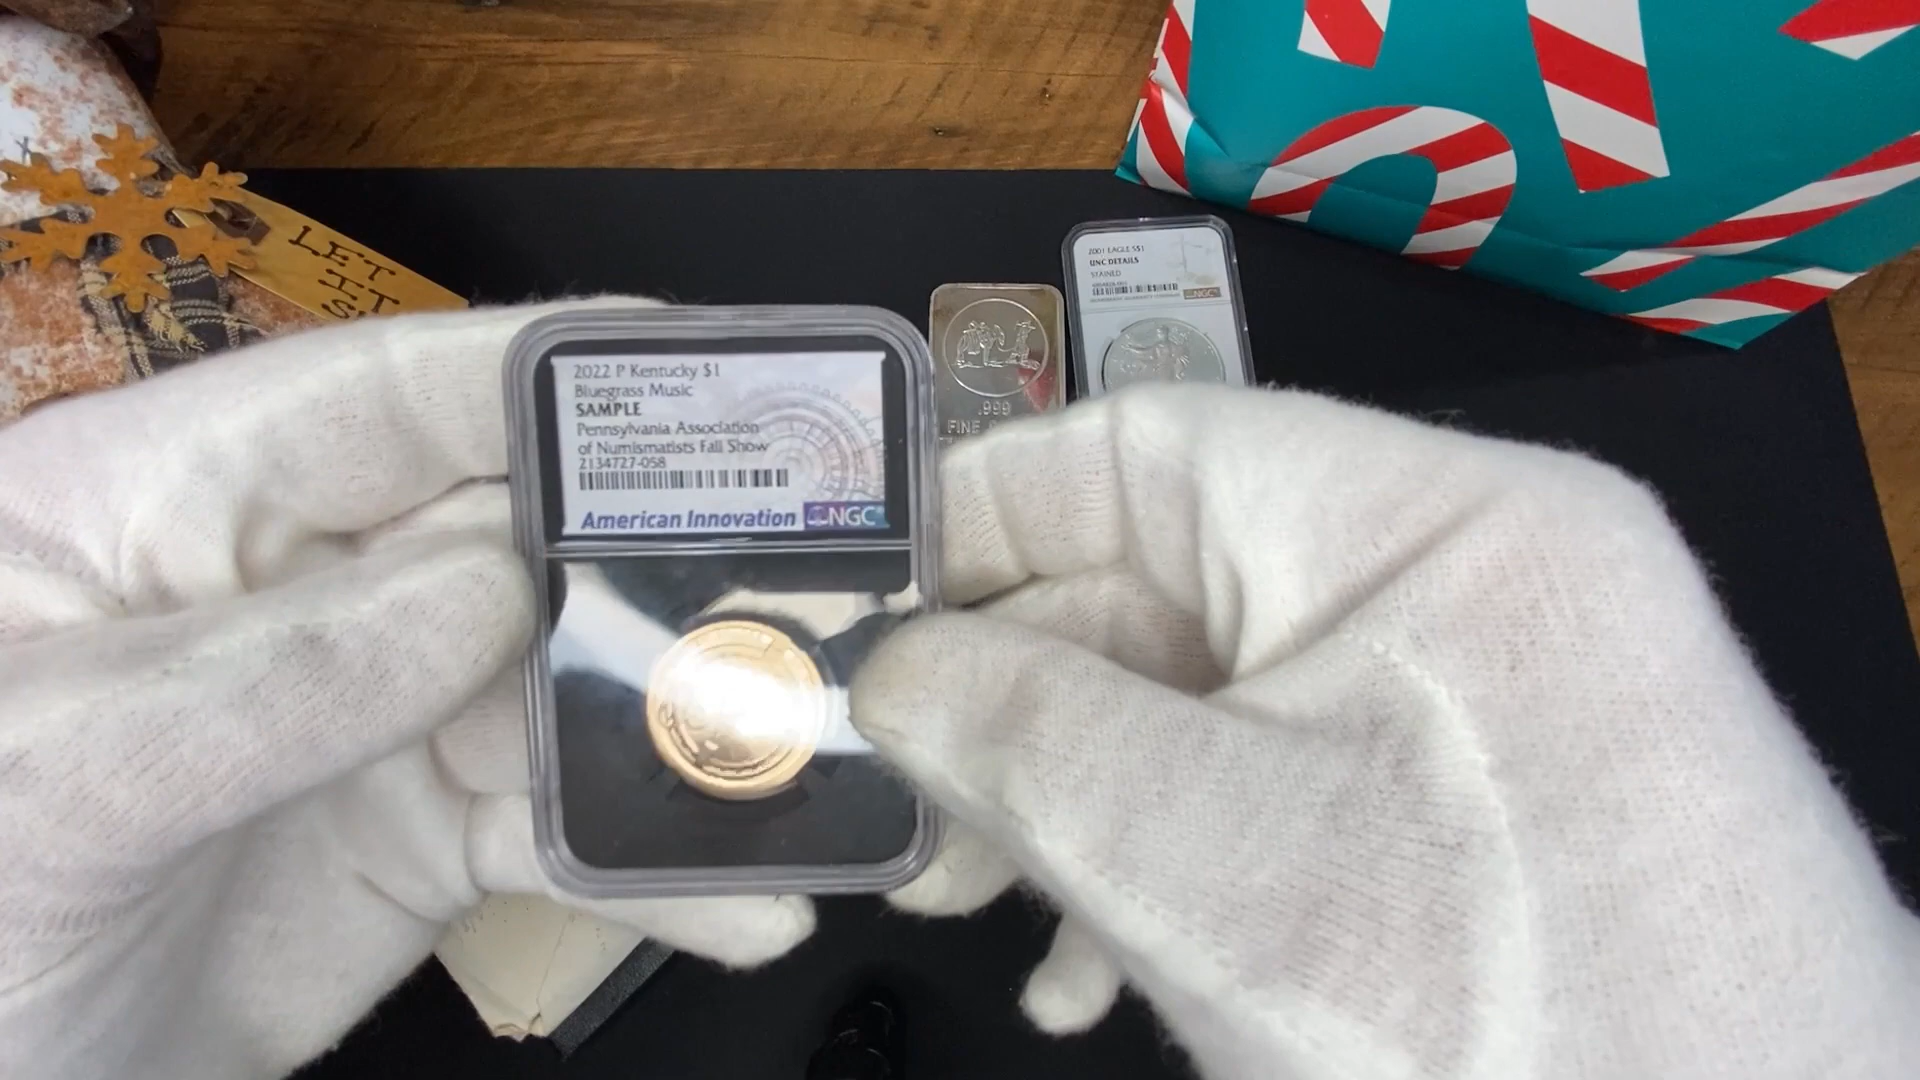 LET
IT
2022 P Kentucky $1
Bluegrass Music
SAMPLE
Pennsylvania Association
of Numismatists Fall Show
2134727-058
American Innovation NGC
.999
FINE
2001 EAGLE S$1
UNC DETAILS
STAINED
NGC